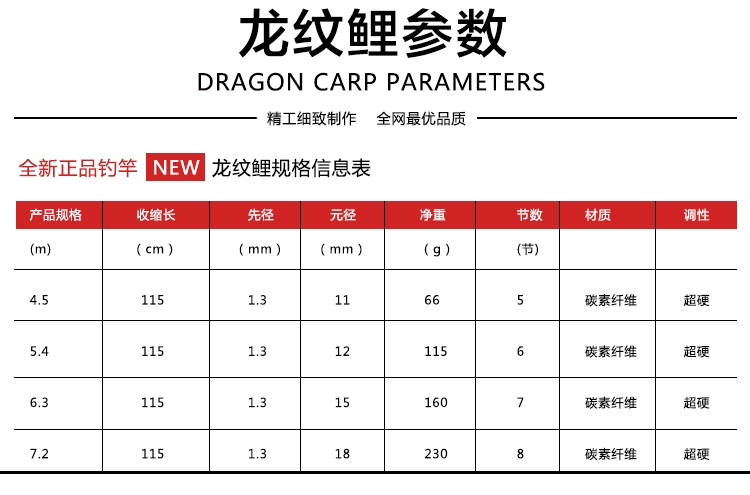 龙纹鲤参数
DRAGON CARP PARAMETERS
精工细致制作 全网最优品质
全新正品钓竿 NEW 龙纹鲤规格信息表
产品规格 收缩长 先径 元径 净重 节数 材质 调性
(m) ( cm ) ( mm ) ( mm ) ( g ) (节)
4.5 115 1.3 11 66 5 碳素纤维 超硬
5.4 115 1.3 12 115 6 碳素纤维 超硬
6.3 115 1.3 15 160 7 碳素纤维 超硬
7.2 115 1.3 18 230 8 碳素纤维 超硬